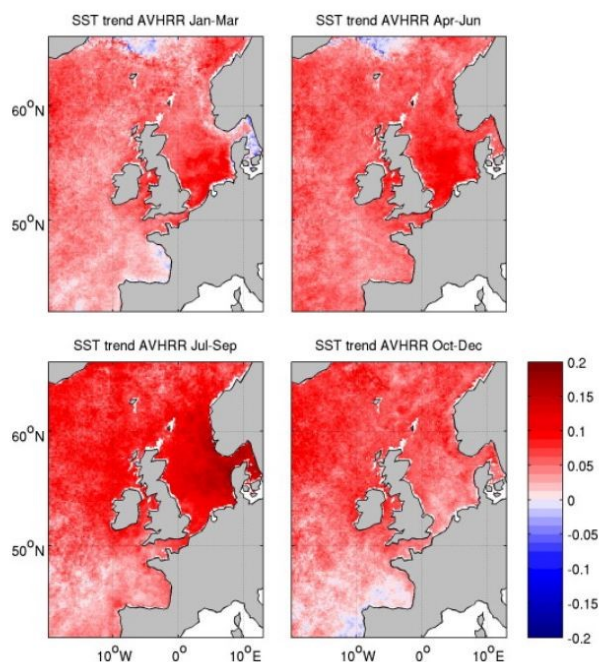 SST trend AVHRR Jan-Mar
SST trend AVHRR Apr-Jun
60°N
50°N
SST trend AVHRR Jul-Sep
SST trend AVHRR Oct-Dec
60°N
50°N
10°W
0°
10°E
10°W
0°
10°E
0.2
0.15
0.1
0.05
0
-0.05
-0.1
-0.15
-0.2